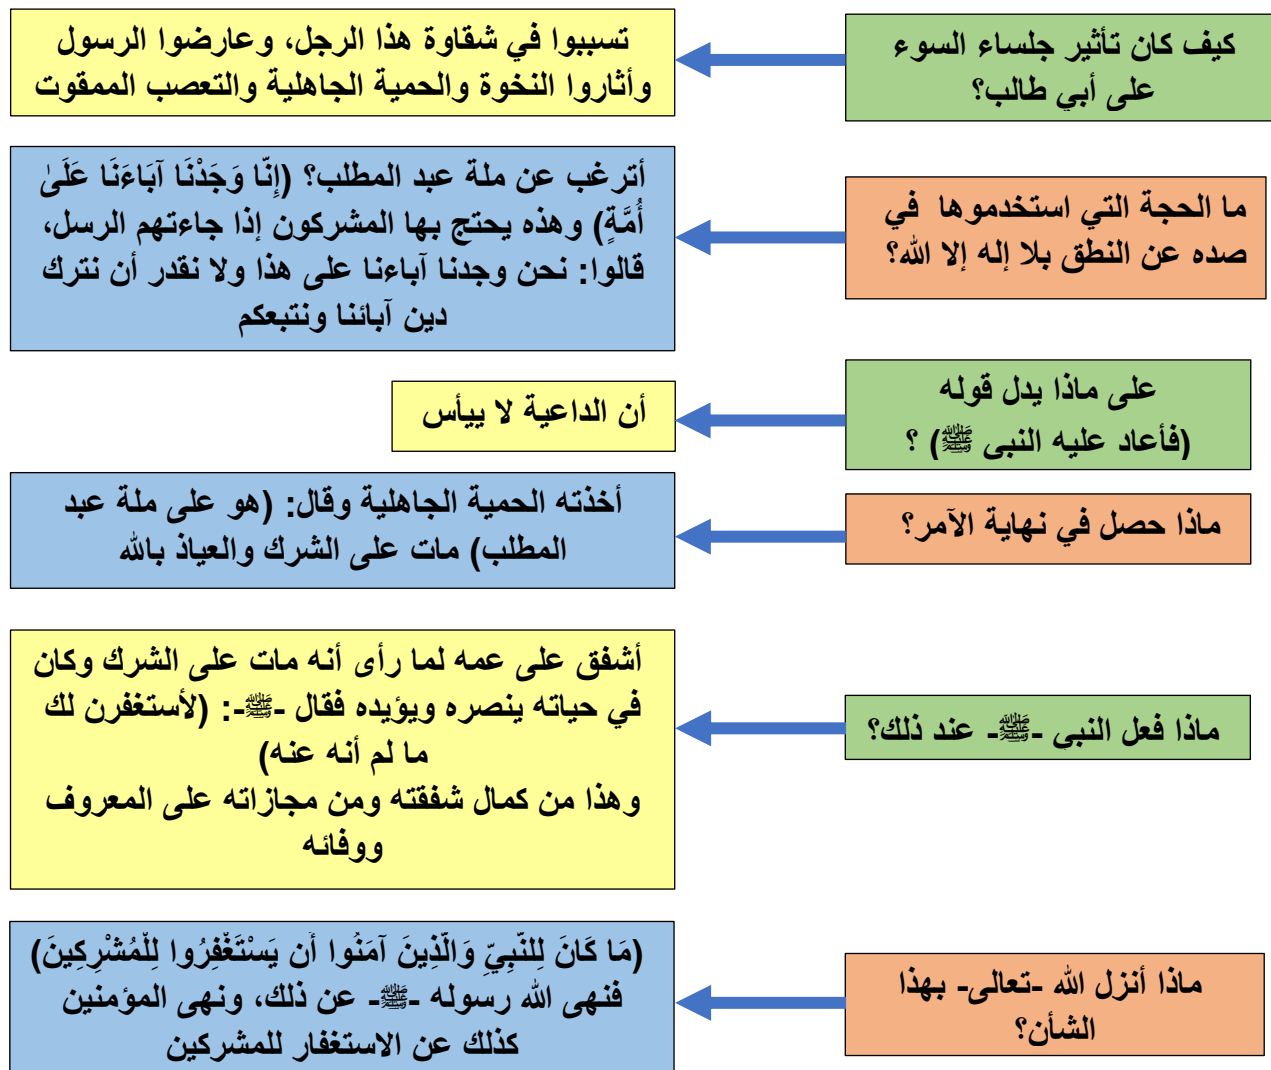 كيف كان تأثير جلساء السوء
على أبي طالب؟
تسببوا في شقاوة هذا الرجل، وعارضوا الرسول
وأثاروا النخوة والحمية الجاهلية والتعصب الممقوت
ما الحجة التي استخدموها في
صده عن النطق بلا إله إلا الله؟
أترغب عن ملة عبد المطلب؟ (إِنَّا وَجَدْنَا آبَاءَنَا عَلَىٰ
أُمَّةٍ) وهذه يحتج بها المشركون إذا جاءتهم الرسل،
قالوا: نحن وجدنا آباءنا على هذا ولا نقدر أن نترك
دين آبائنا ونتبعكم
على ماذا يدل قوله
(فأعاد عليه النبى ﷺ) ؟
أن الداعية لا ييأس
ماذا حصل في نهاية الآمر؟
أخذته الحمية الجاهلية وقال: (هو على ملة عبد
المطلب) مات على الشرك والعياذ بالله
ماذا فعل النبى -ﷺ- عند ذلك؟
أشفق على عمه لما رأى أنه مات على الشرك وكان
في حياته ينصره ويؤيده فقال -ﷺ-: (لأستغفرن لك
ما لم أنه عنه)
وهذا من كمال شفقته ومن مجازاته على المعروف
ووفائه
ماذا أنزل الله -تعالى- بهذا
الشأن؟
(مَا كَانَ لِلنَّبِيِّ وَالَّذِينَ آمَنُوا أَن يَسْتَغْفِرُوا لِلْمُشْرِكِينَ)
فنهى الله رسوله -ﷺ- عن ذلك، ونهى المؤمنين
كذلك عن الاستغفار للمشركين